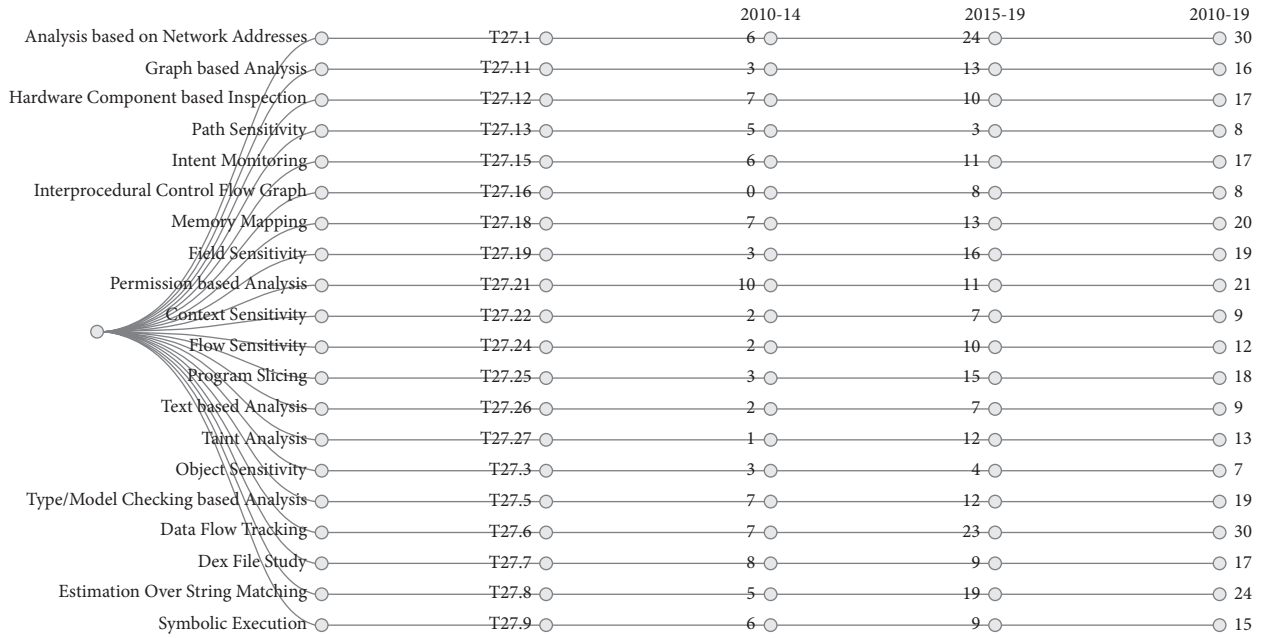 2010-14 2015-19 2010-19
Analysis based on Network Addresses T27.1 6 24 30
Graph based Analysis T27.11 3 13 16
Hardware Component based Inspection T27.12 7 10 17
Path Sensitivity T27.13 5 3 8
Intent Monitoring T27.15 6 11 17
Interprocedural Control Flow Graph T27.16 0 8 8
Memory Mapping T27.18 7 13 20
Field Sensitivity T27.19 3 16 19
Permission based Analysis T27.21 10 11 21
Context Sensitivity T27.22 2 7 9
Flow Sensitivity T27.24 2 10 12
Program Slicing T27.25 3 15 18
Text based Analysis T27.26 2 7 9
Taint Analysis T27.27 1 12 13
Object Sensitivity T27.3 3 4 7
Type/Model Checking based Analysis T27.5 7 12 19
Data Flow Tracking T27.6 7 23 30
Dex File Study T27.7 8 9 17
Estimation Over String Matching T27.8 5 19 24
Symbolic Execution T27.9 6 9 15